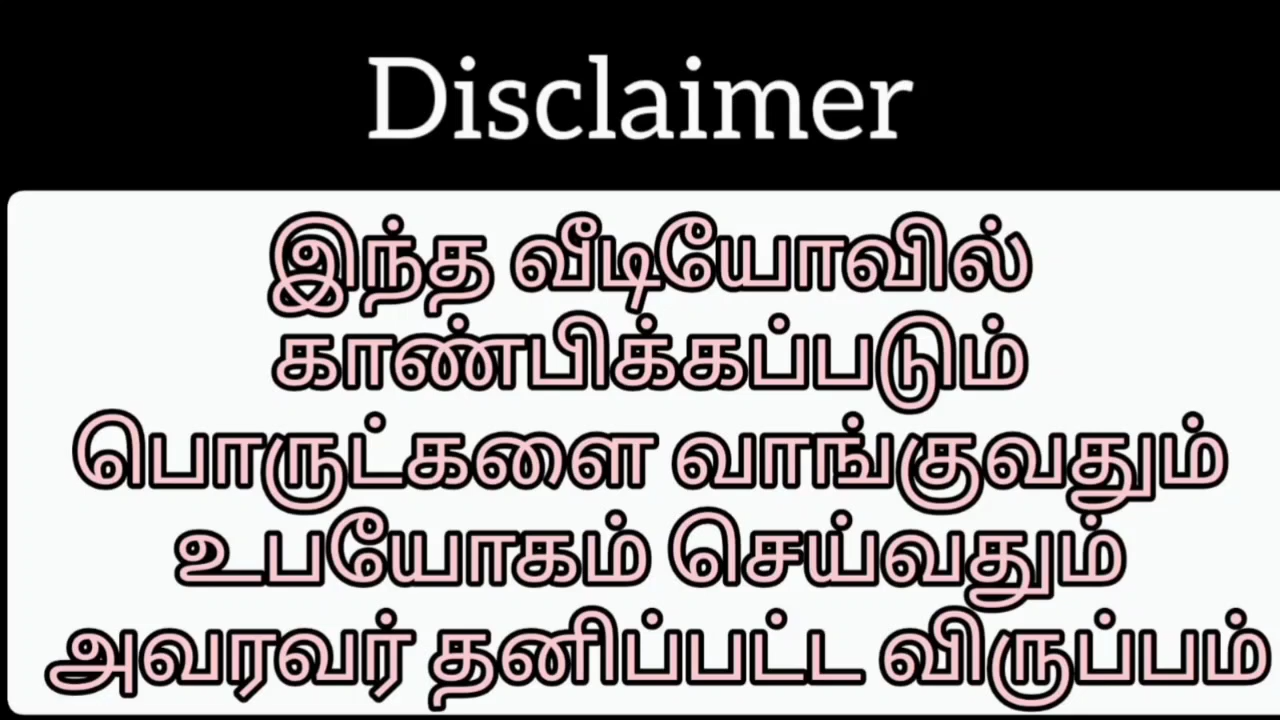 Disclaimer
இந்த வீடியோவில்
காண்பிக்கப்படும்
பொருட்களை வாங்குவதும்
உபயோகம் செய்வதும்
அவரவர் தனிப்பட்ட விருப்பம்